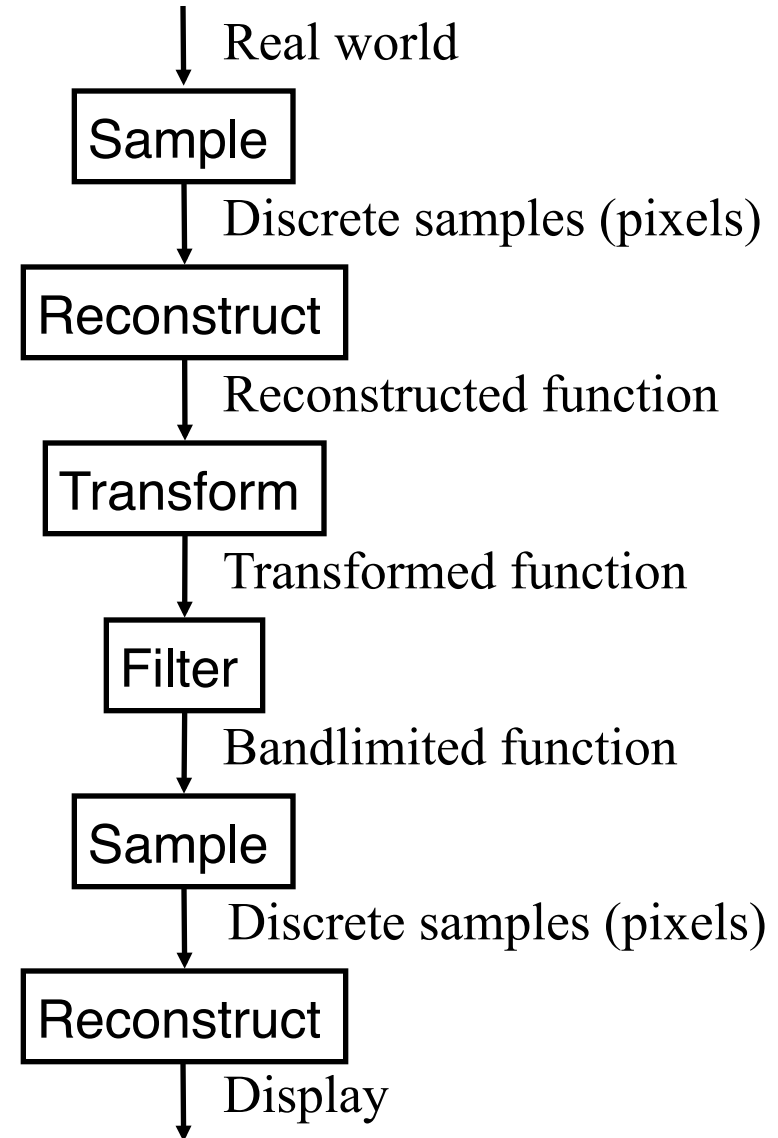 Real world
Sample
Discrete samples (pixels)
Reconstruct
Reconstructed function
Transform
Transformed function
Filter
Bandlimited function
Sample
Discrete samples (pixels)
Reconstruct
Display